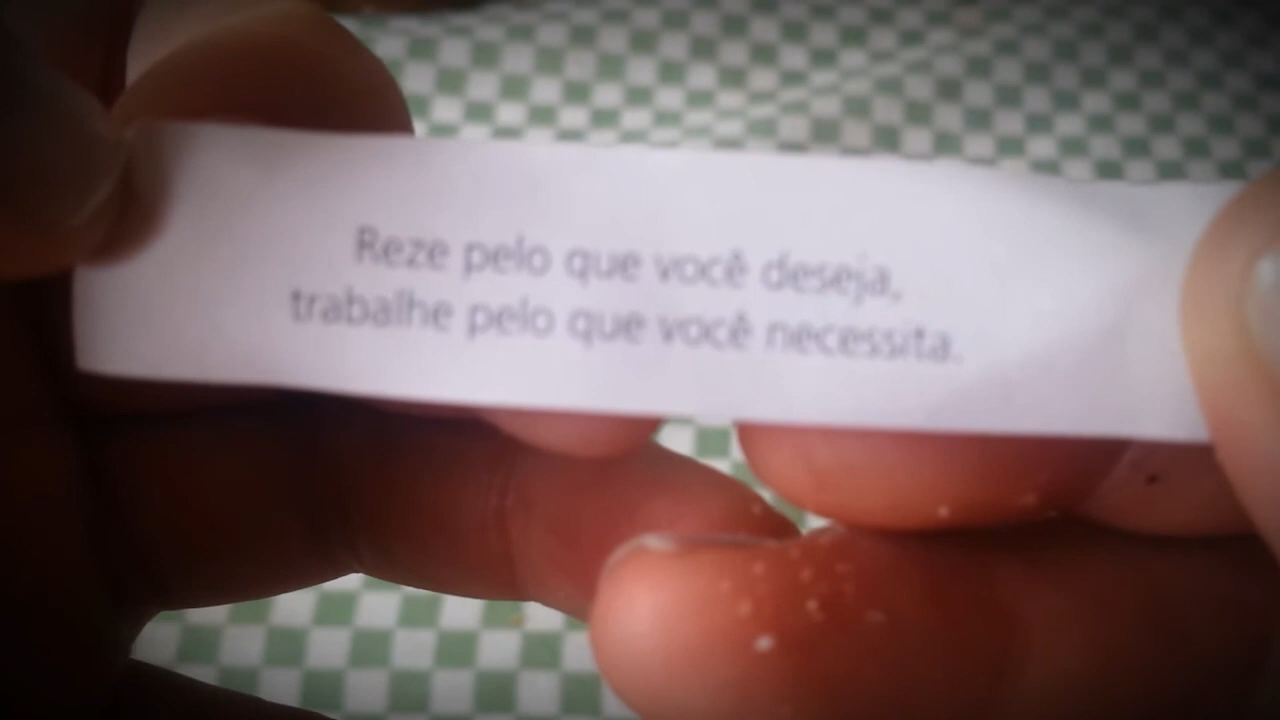 Reze pelo que você deseja,
trabalhe pelo que você necessita.